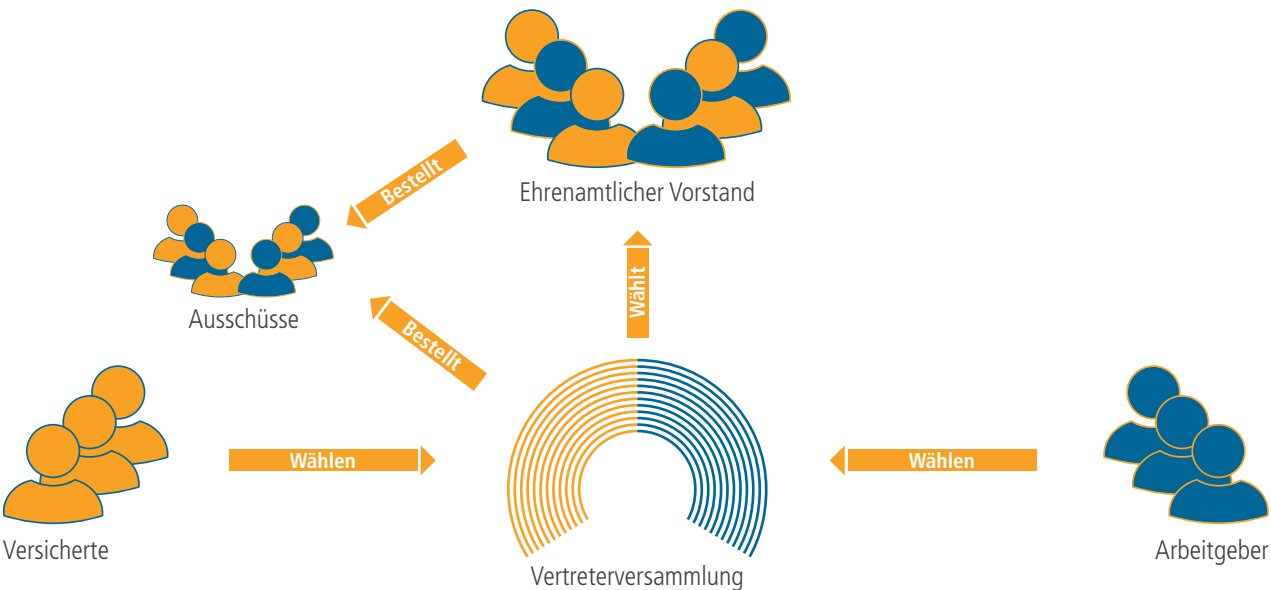 Ehrenamtlicher Vorstand
Bestellt
Ausschüsse
Wählt
Bestellt
Versicherte
Wählen
Vertreterversammlung
Wählen
Arbeitgeber